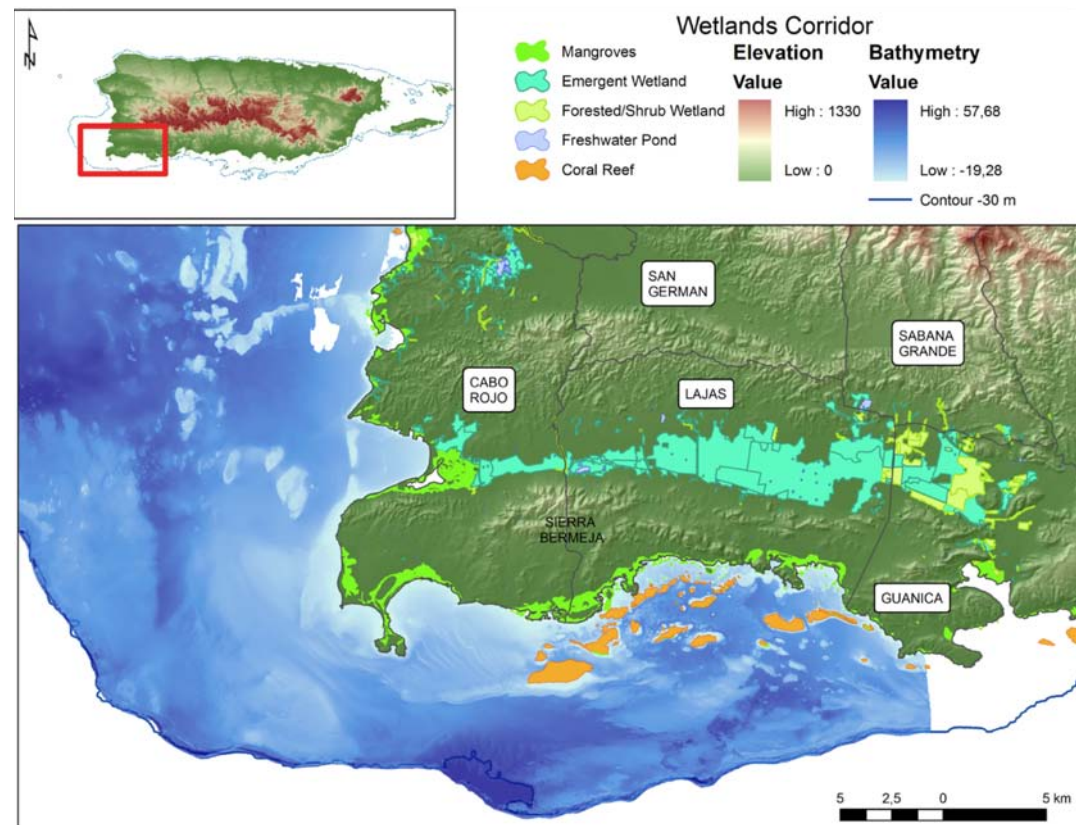 N
Wetlands Corridor
Mangroves
Emergent Wetland
Forested/Shrub Wetland
Freshwater Pond
Coral Reef
Elevation
Value
High : 1330
Low : 0
Bathymetry
Value
High : 57,68
Low : -19,28
Contour -30 m
SAN
GERMAN
SABANA
GRANDE
CABO
ROJO
LAJAS
SIERRA
BERMEJA
GUANICA
5 2,5 0 5 km